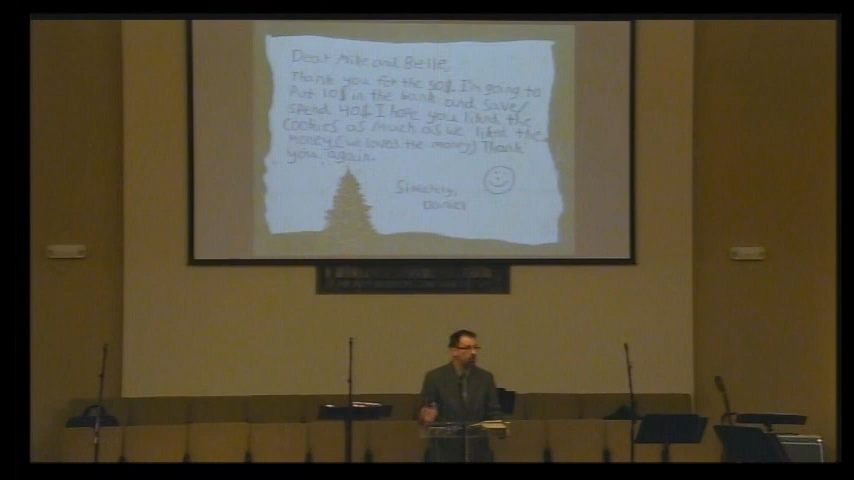 Dear Mike and Belle,
Thank you for the 50$. I'm going to
Put 10$ in the bank and save/
spend 40$ I hope you liked the
cookies as much as we liked the
money. (we loved the money) Thank
you again.
Sincerely,
Daniel